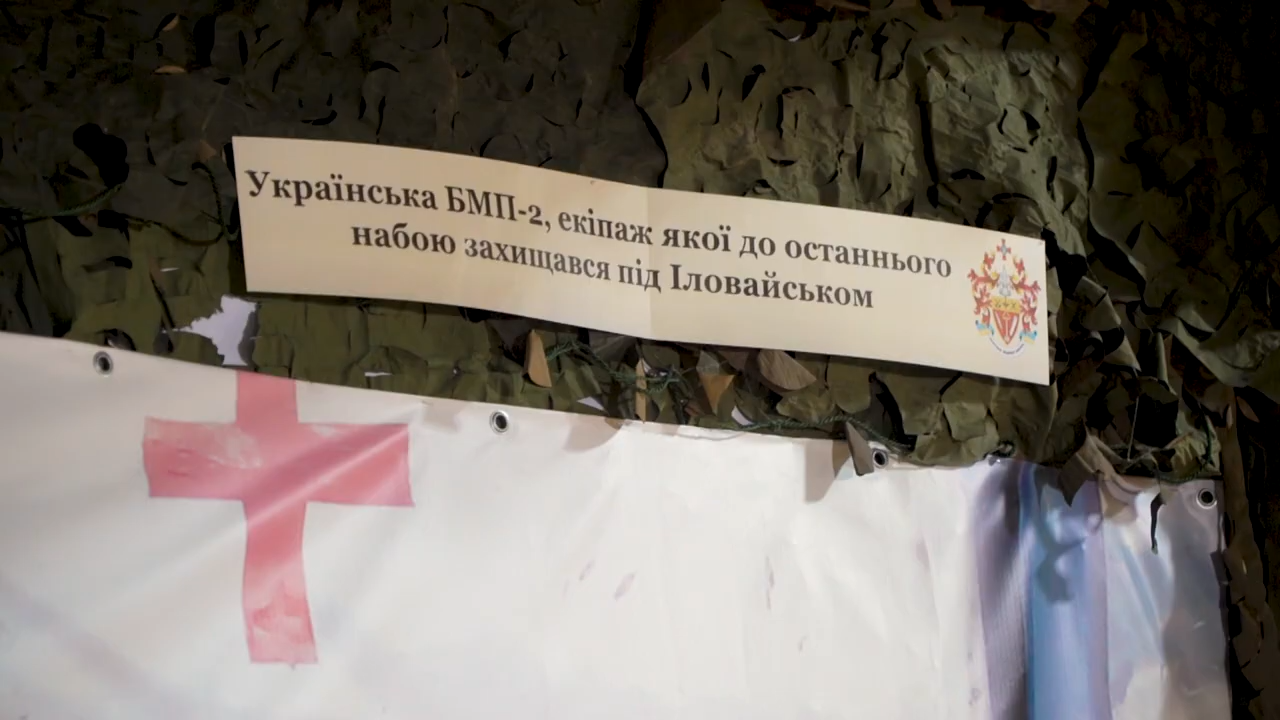 Українська БМП-2, екіпаж якої до останнього
набою захищався під Іловайськом